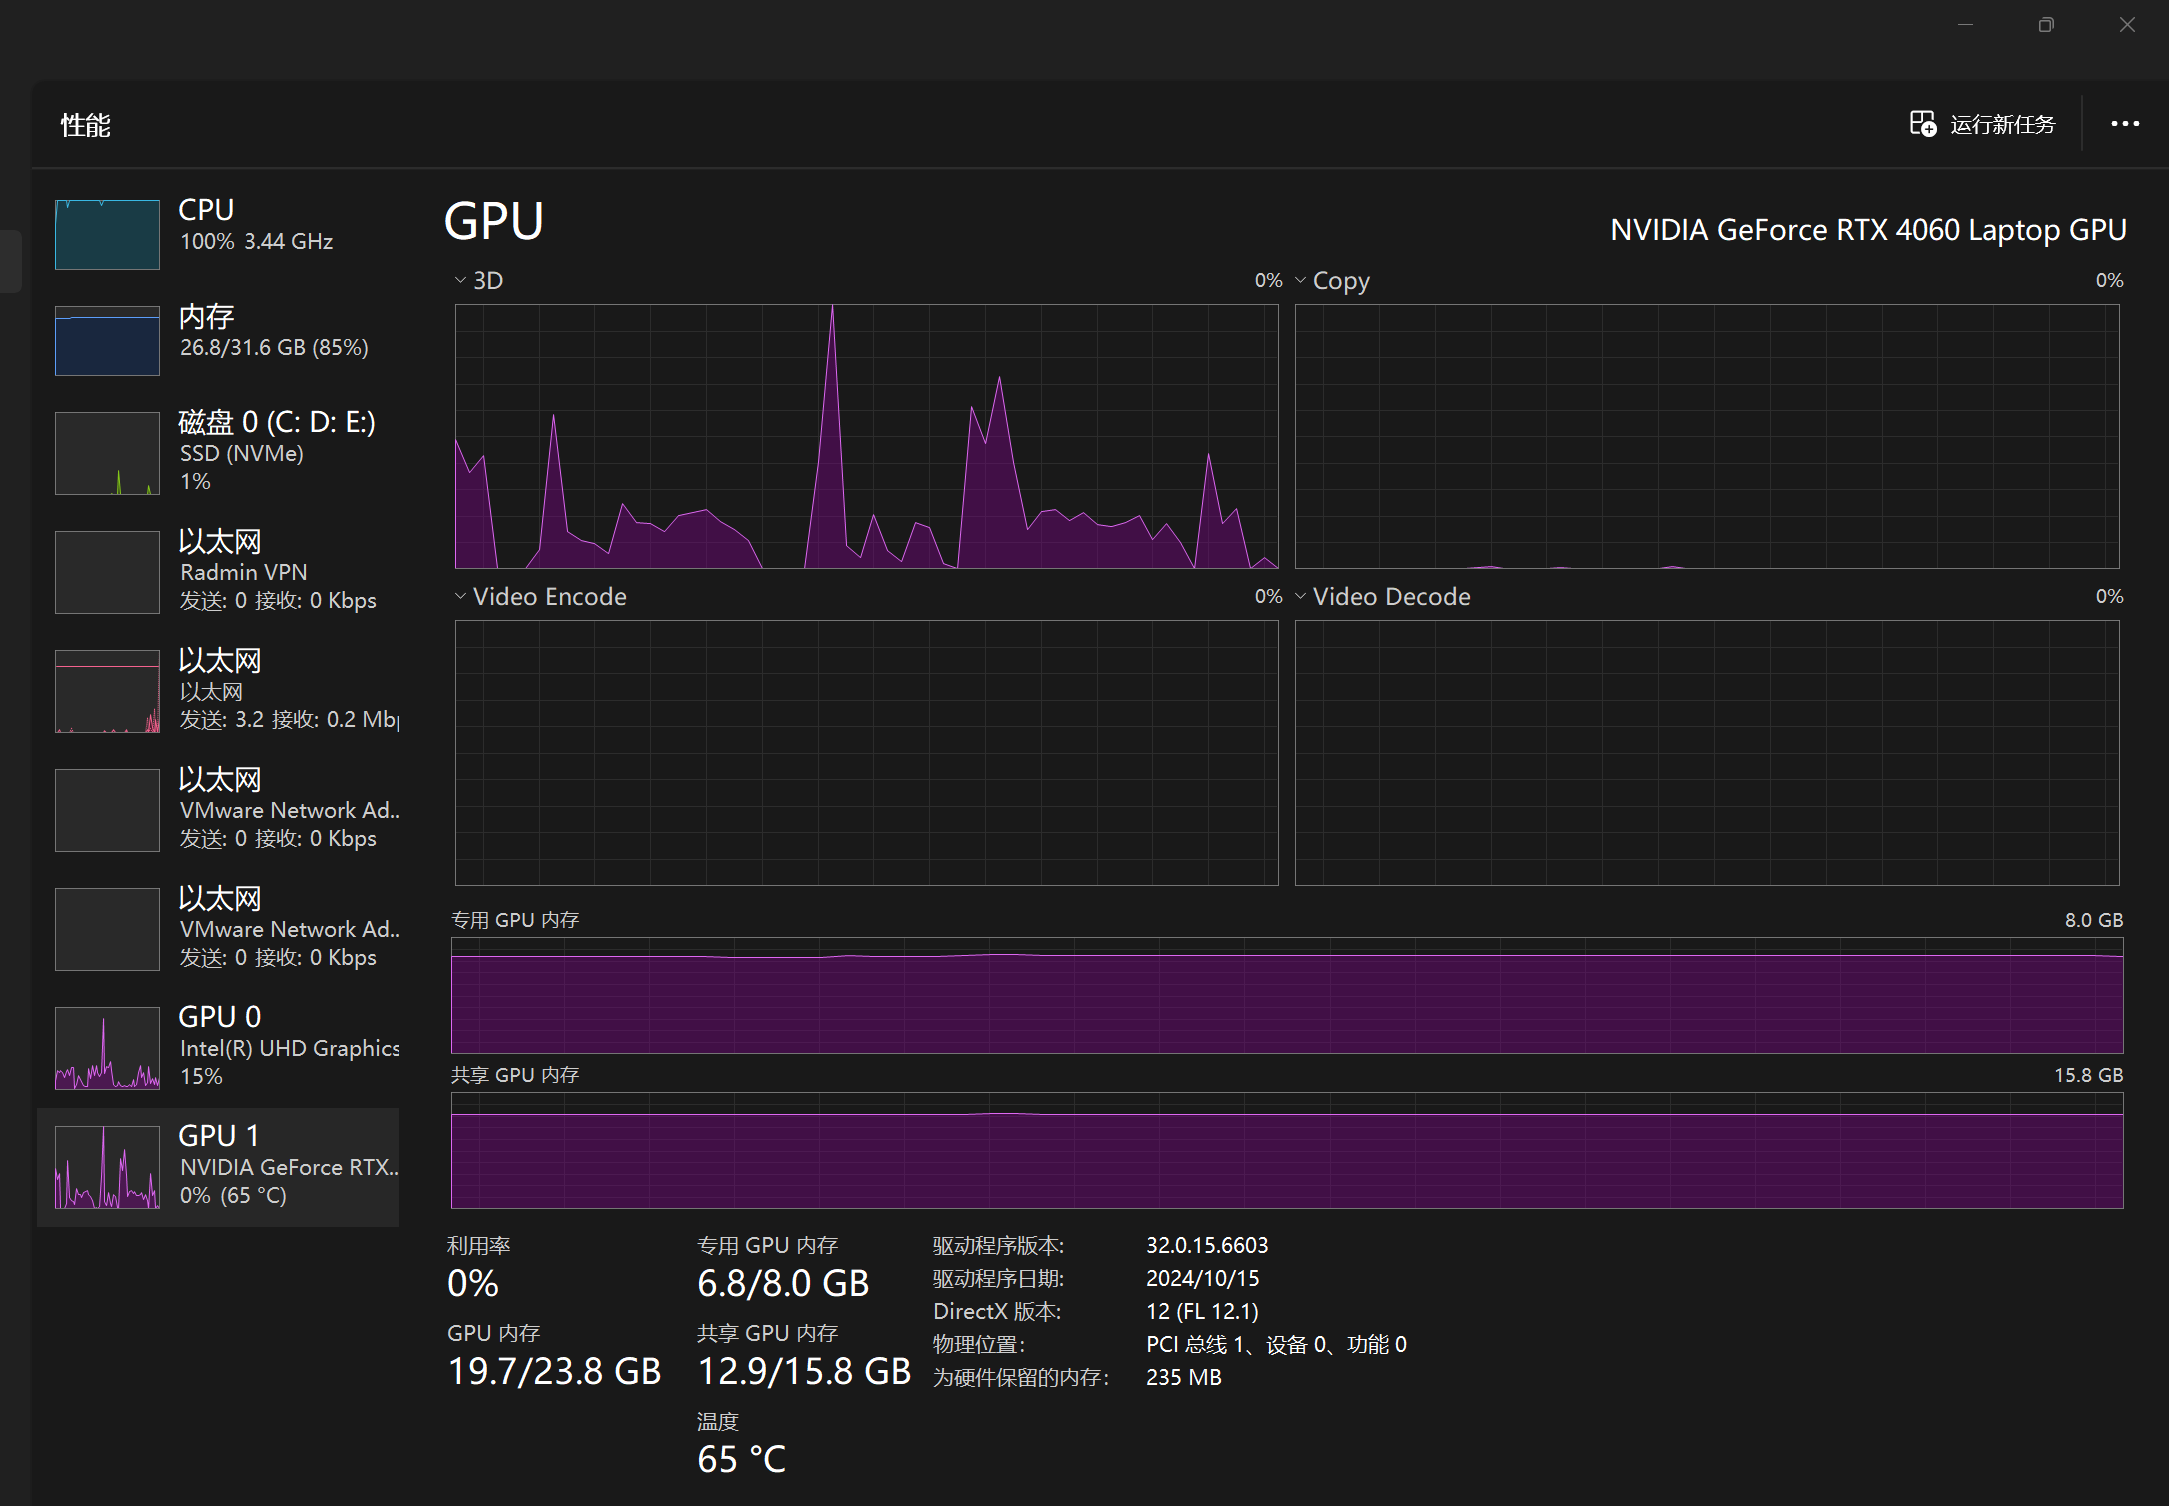 性能
运行新任务
CPU
100% 3.44 GHz
内存
26.8/31.6 GB (85%)
磁盘 0 (C: D: E:)
SSD (NVMe)
1%
以太网
Radmin VPN
发送: 0 接收: 0 Kbps
以太网
以太网
发送: 3.2 接收: 0.2 Mbp
以太网
VMware Network Ad...
发送: 0 接收: 0 Kbps
以太网
VMware Network Ad...
发送: 0 接收: 0 Kbps
GPU 0
Intel(R) UHD Graphics
15%
GPU 1
NVIDIA GeForce RTX...
0% (65 °C)
GPU
NVIDIA GeForce RTX 4060 Laptop GPU
3D 0%
Copy 0%
Video Encode 0%
Video Decode 0%
专用 GPU 内存 8.0 GB
共享 GPU 内存 15.8 GB
利用率
0%
专用 GPU 内存
6.8/8.0 GB
GPU 内存
19.7/23.8 GB
共享 GPU 内存
12.9/15.8 GB
温度
65 °C
驱动程序版本: 32.0.15.6603
驱动程序日期: 2024/10/15
DirectX 版本: 12 (FL 12.1)
物理位置: PCI 总线 1、设备 0、功能 0
为硬件保留的内存: 235 MB